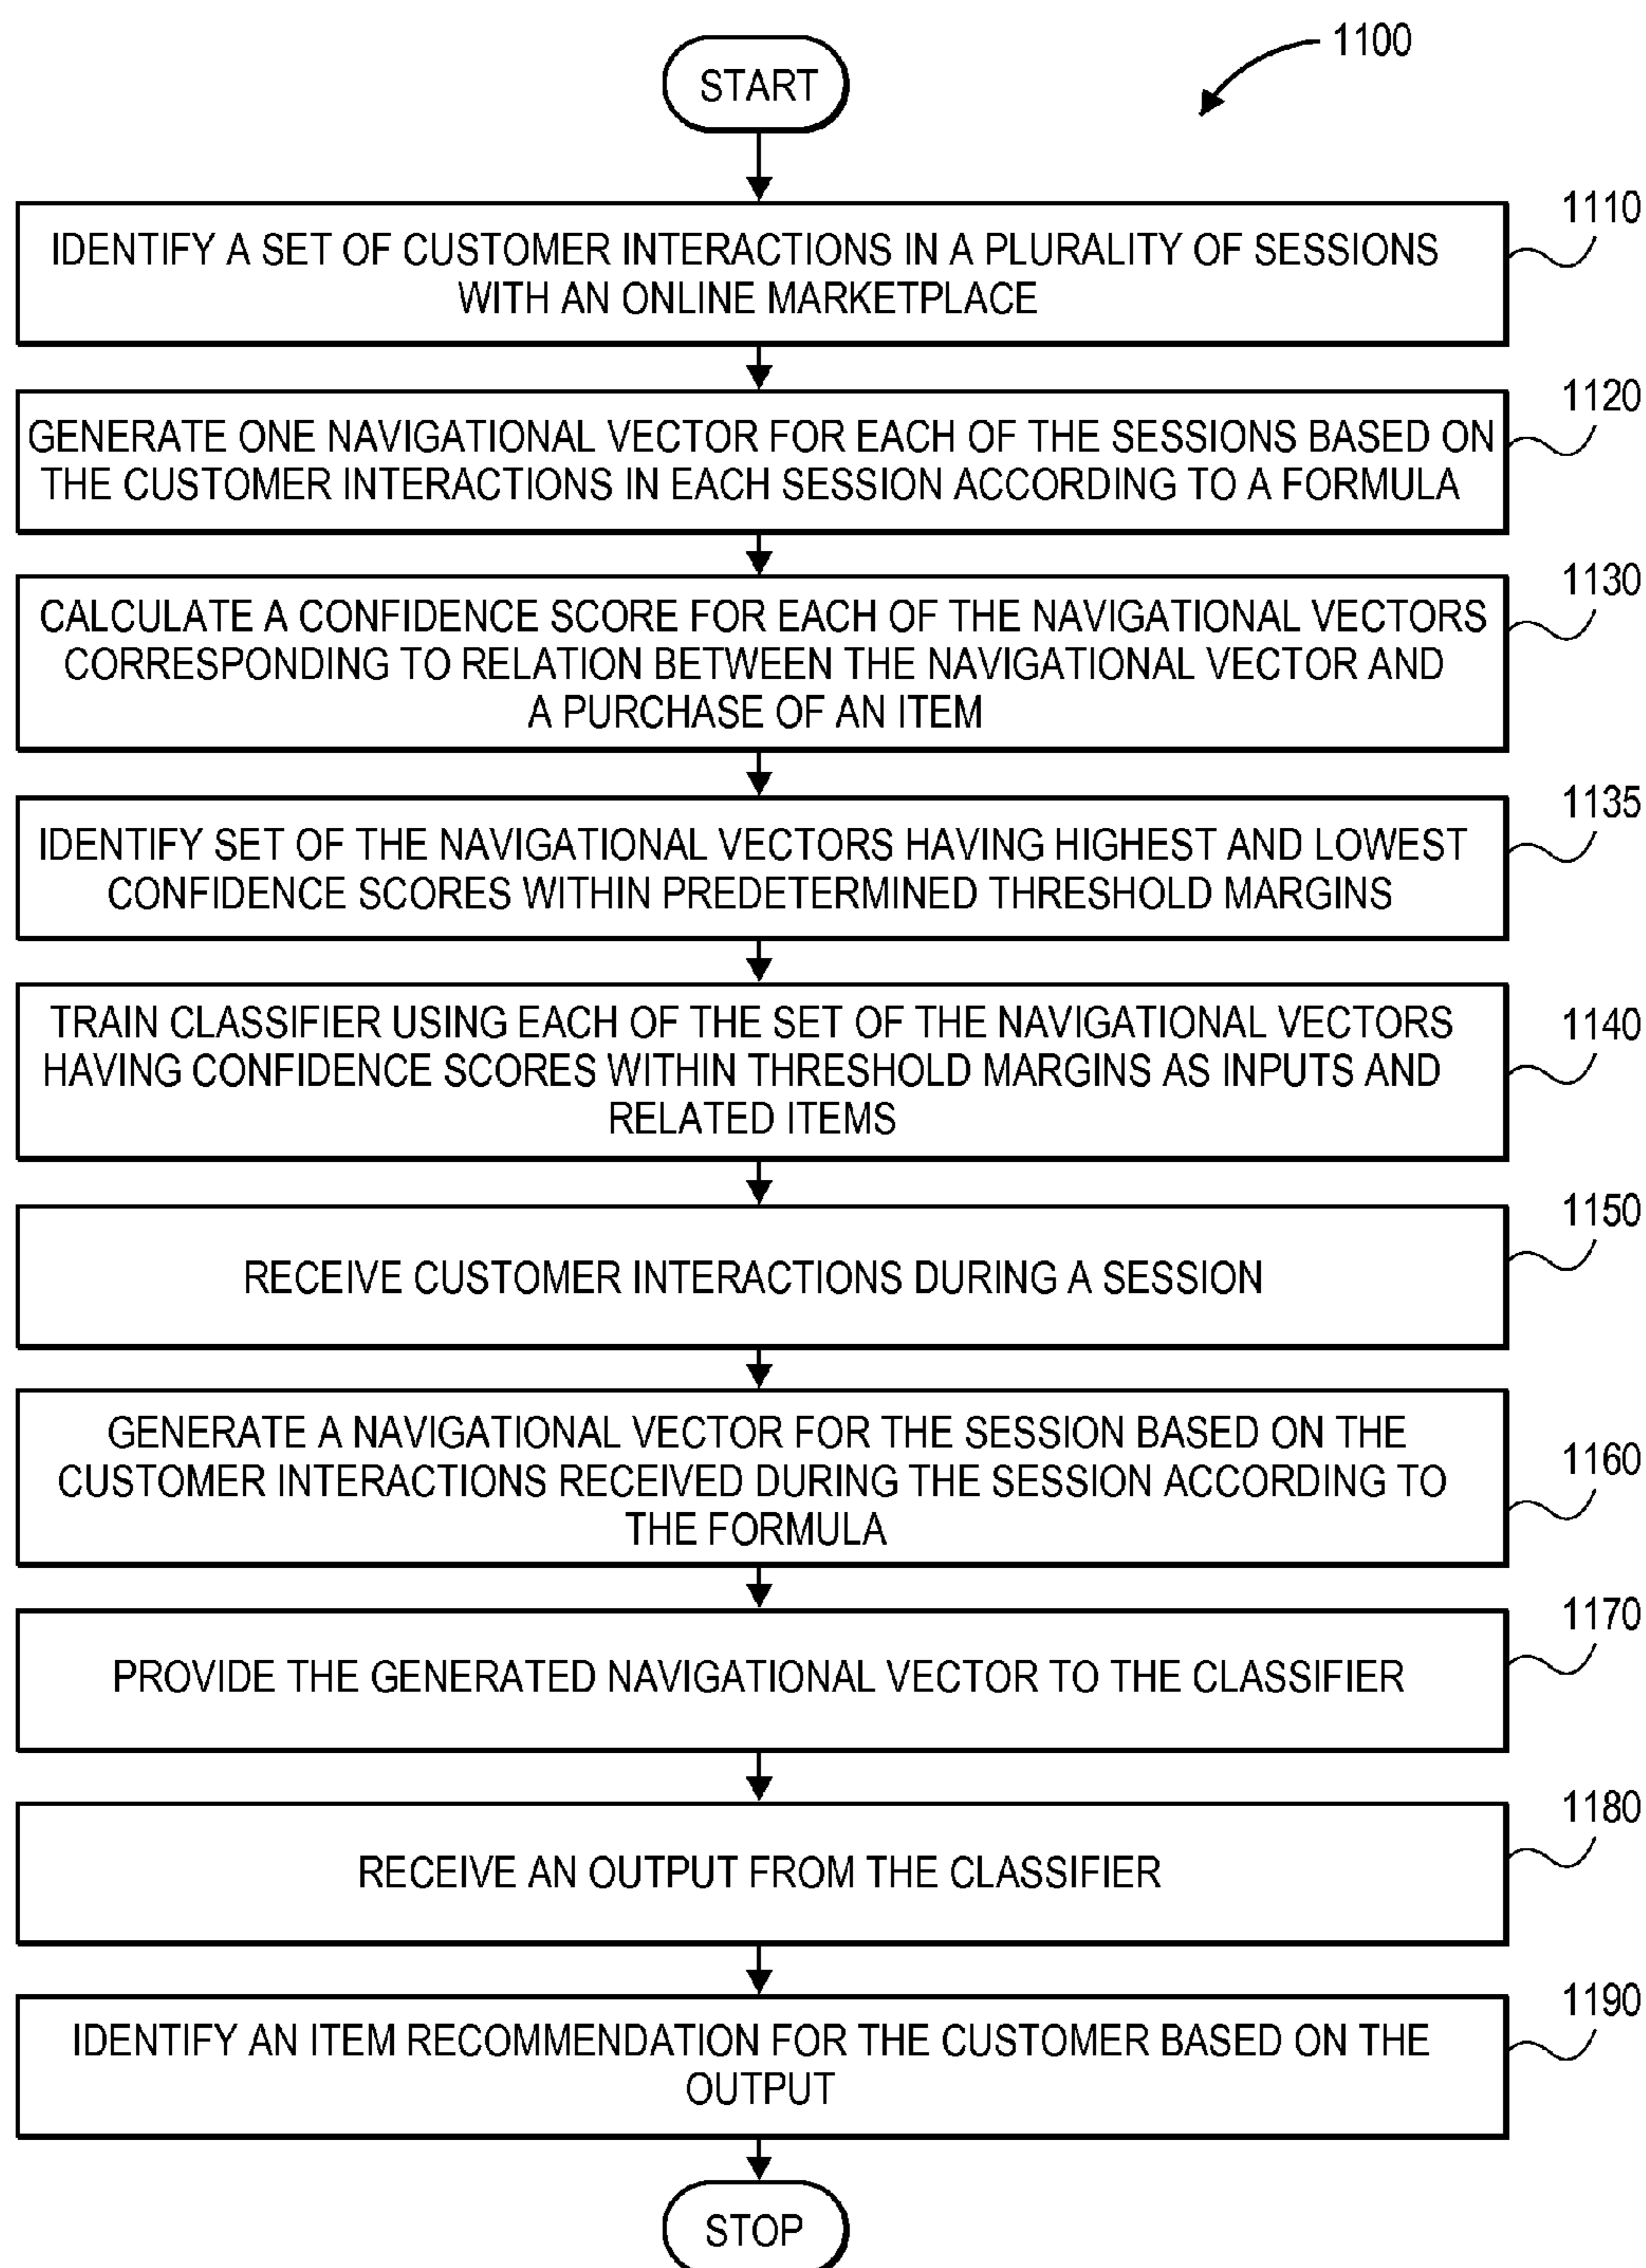 START
1100
1110
IDENTIFY A SET OF CUSTOMER INTERACTIONS IN A PLURALITY OF SESSIONS
WITH AN ONLINE MARKETPLACE
1120
GENERATE ONE NAVIGATIONAL VECTOR FOR EACH OF THE SESSIONS BASED ON
THE CUSTOMER INTERACTIONS IN EACH SESSION ACCORDING TO A FORMULA
1130
CALCULATE A CONFIDENCE SCORE FOR EACH OF THE NAVIGATIONAL VECTORS
CORRESPONDING TO RELATION BETWEEN THE NAVIGATIONAL VECTOR AND
A PURCHASE OF AN ITEM
1135
IDENTIFY SET OF THE NAVIGATIONAL VECTORS HAVING HIGHEST AND LOWEST
CONFIDENCE SCORES WITHIN PREDETERMINED THRESHOLD MARGINS
1140
TRAIN CLASSIFIER USING EACH OF THE SET OF THE NAVIGATIONAL VECTORS
HAVING CONFIDENCE SCORES WITHIN THRESHOLD MARGINS AS INPUTS AND
RELATED ITEMS
1150
RECEIVE CUSTOMER INTERACTIONS DURING A SESSION
1160
GENERATE A NAVIGATIONAL VECTOR FOR THE SESSION BASED ON THE
CUSTOMER INTERACTIONS RECEIVED DURING THE SESSION ACCORDING TO
THE FORMULA
1170
PROVIDE THE GENERATED NAVIGATIONAL VECTOR TO THE CLASSIFIER
1180
RECEIVE AN OUTPUT FROM THE CLASSIFIER
1190
IDENTIFY AN ITEM RECOMMENDATION FOR THE CUSTOMER BASED ON THE
OUTPUT
STOP